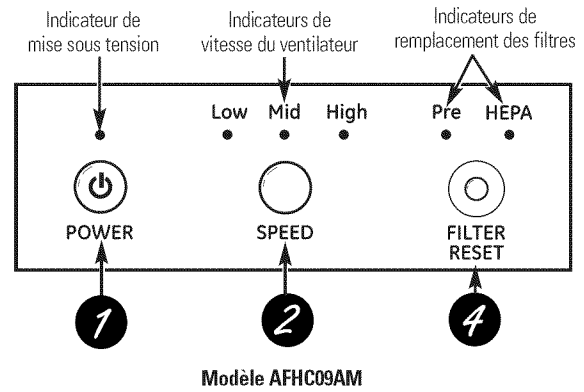 Indicateur de
mise sous tension
Indicateurs de
vitesse du ventilateur
Indicateurs de
remplacement des filtres
Low Mid High
Pre HEPA
POWER
SPEED
FILTER
RESET
1
2
4
Modèle AFHC09AM